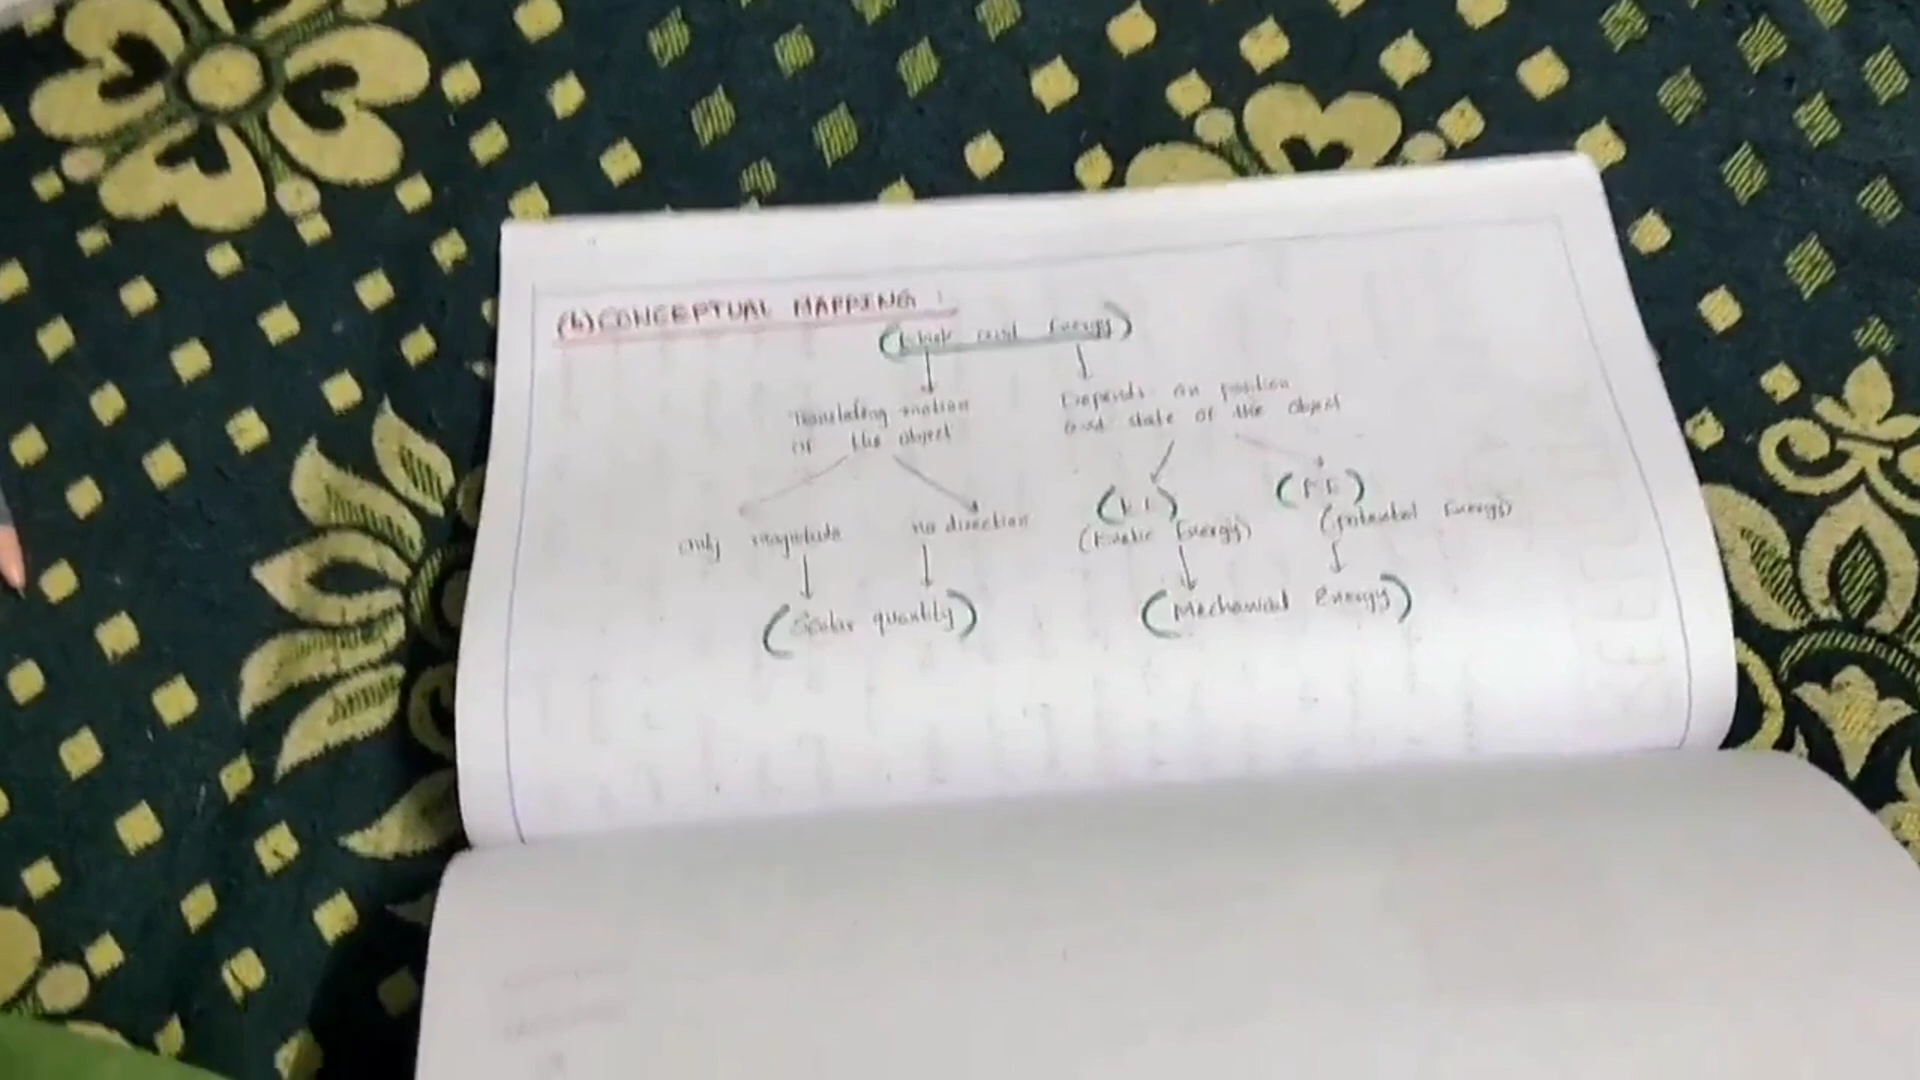 (4) CONCEPTUAL MAPPING :
(Work and Energy)
Translating motion
of the object
Depends on position
and state of the object
only magnitude
no direction
(Scalar quantity)
(K E)
(Kinetic Energy)
(P E)
(potential Energy)
(Mechanical Energy)